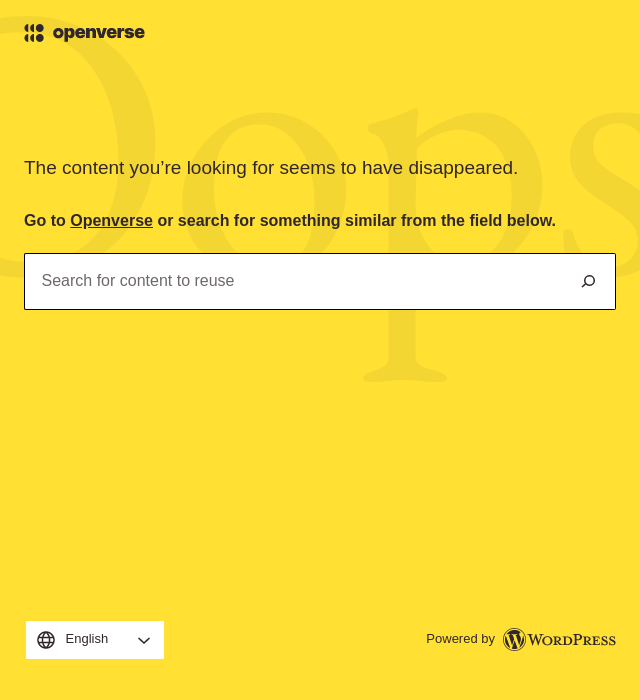 openverse
Oops
The content you’re looking for seems to have disappeared.
Go to Openverse or search for something similar from the field below.
Search for content to reuse
English
Powered by WordPress